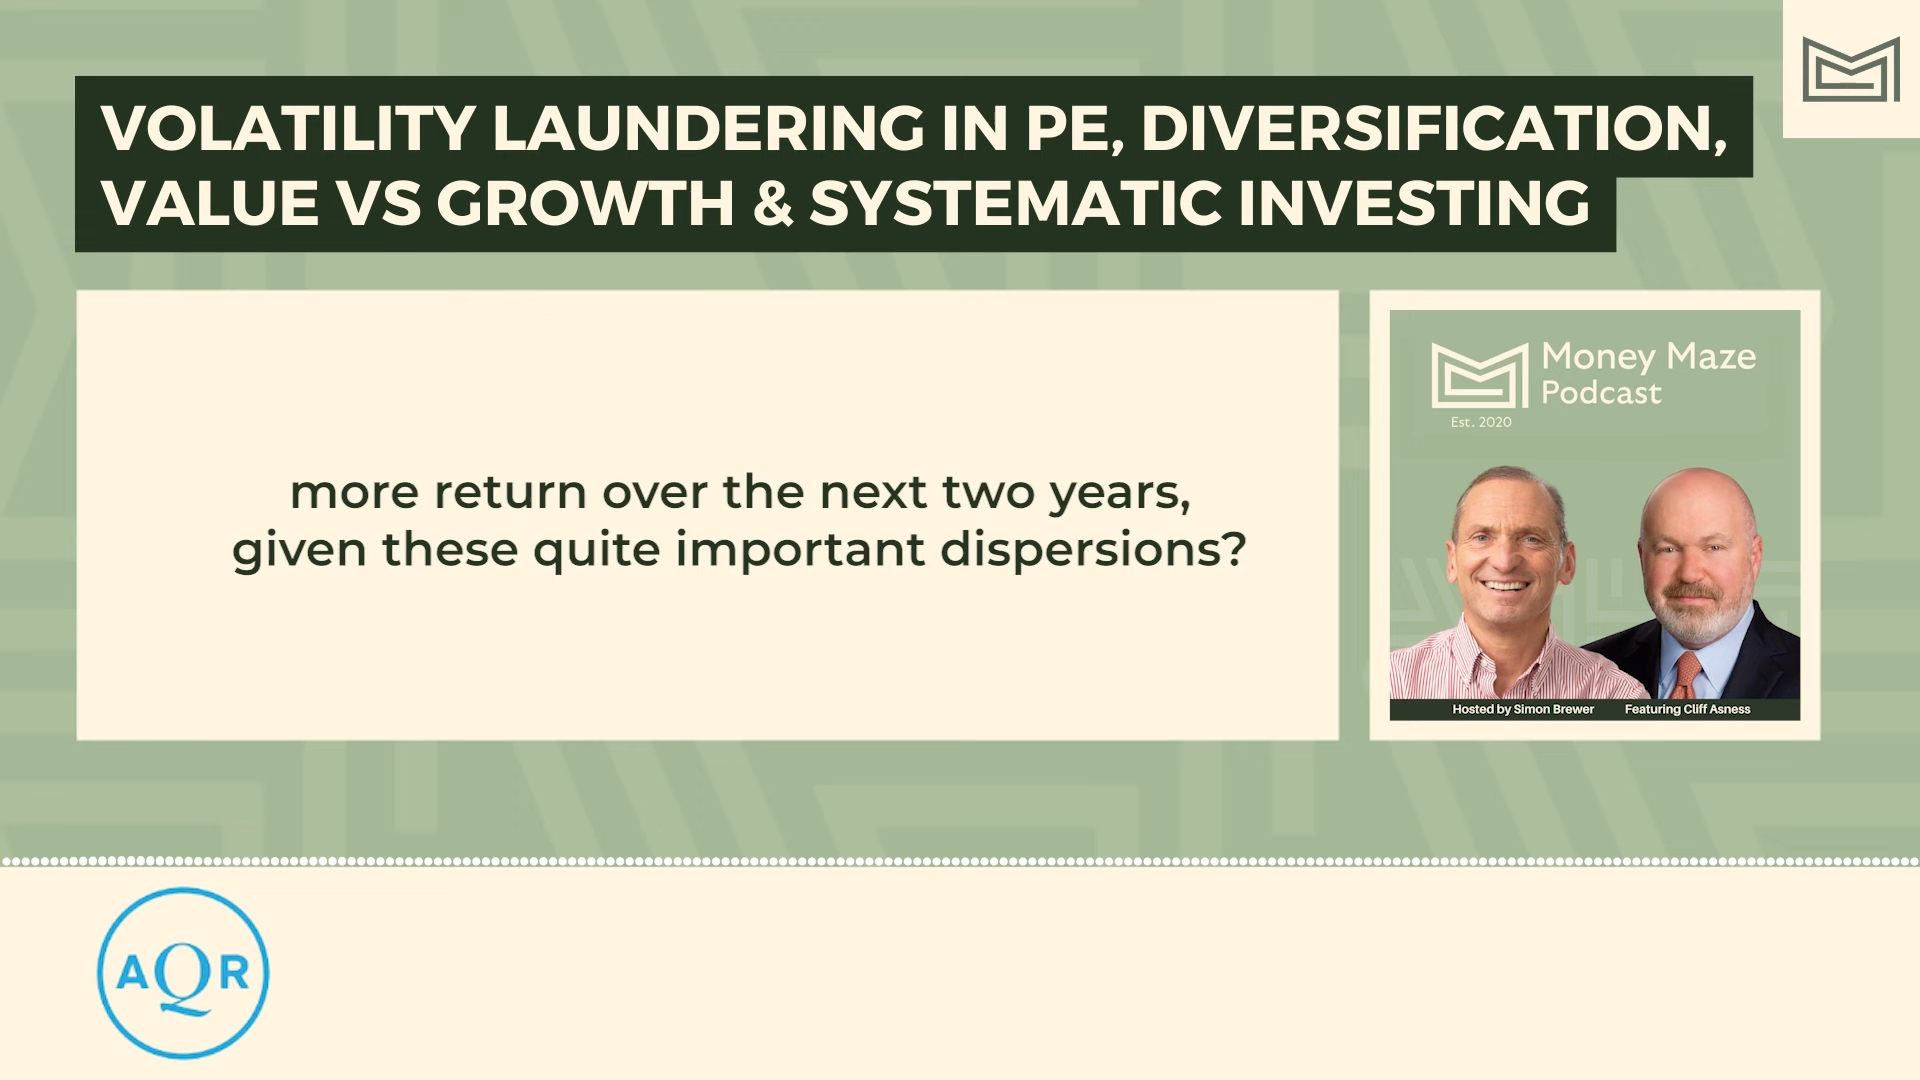 VOLATILITY LAUNDERING IN PE, DIVERSIFICATION,
VALUE VS GROWTH & SYSTEMATIC INVESTING
more return over the next two years,
given these quite important dispersions?
Money Maze
Podcast
Est. 2020
Hosted by Simon Brewer
Featuring Cliff Asness
AQR